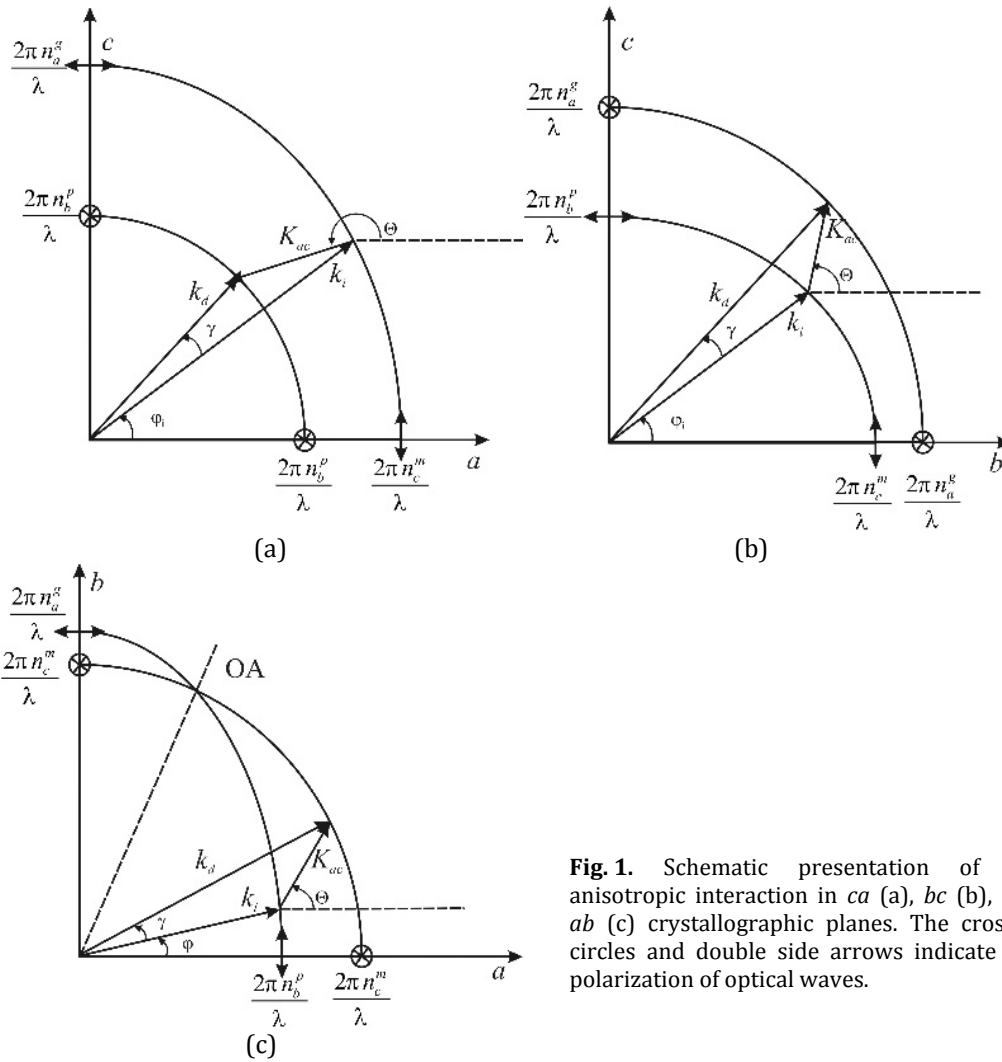 c
2π n_a^g
λ
2π n_b^p
λ
K_ac
Θ
k_i
k_d
γ
φ_i
2π n_b^p
λ
2π n_c^m
λ
a
(a)
c
2π n_a^g
λ
2π n_b^p
λ
K_ac
Θ
k_d
k_i
γ
φ_i
2π n_c^m
λ
2π n_a^g
λ
b
(b)
b
2π n_a^g
λ
2π n_c^m
λ
OA
k_d
K_ac
k_i
Θ
γ
φ
2π n_b^p
λ
2π n_c^m
λ
a
(c)
Fig. 1. Schematic presentation of
anisotropic interaction in ca (a), bc (b),
ab (c) crystallographic planes. The cros
circles and double side arrows indicate
polarization of optical waves.